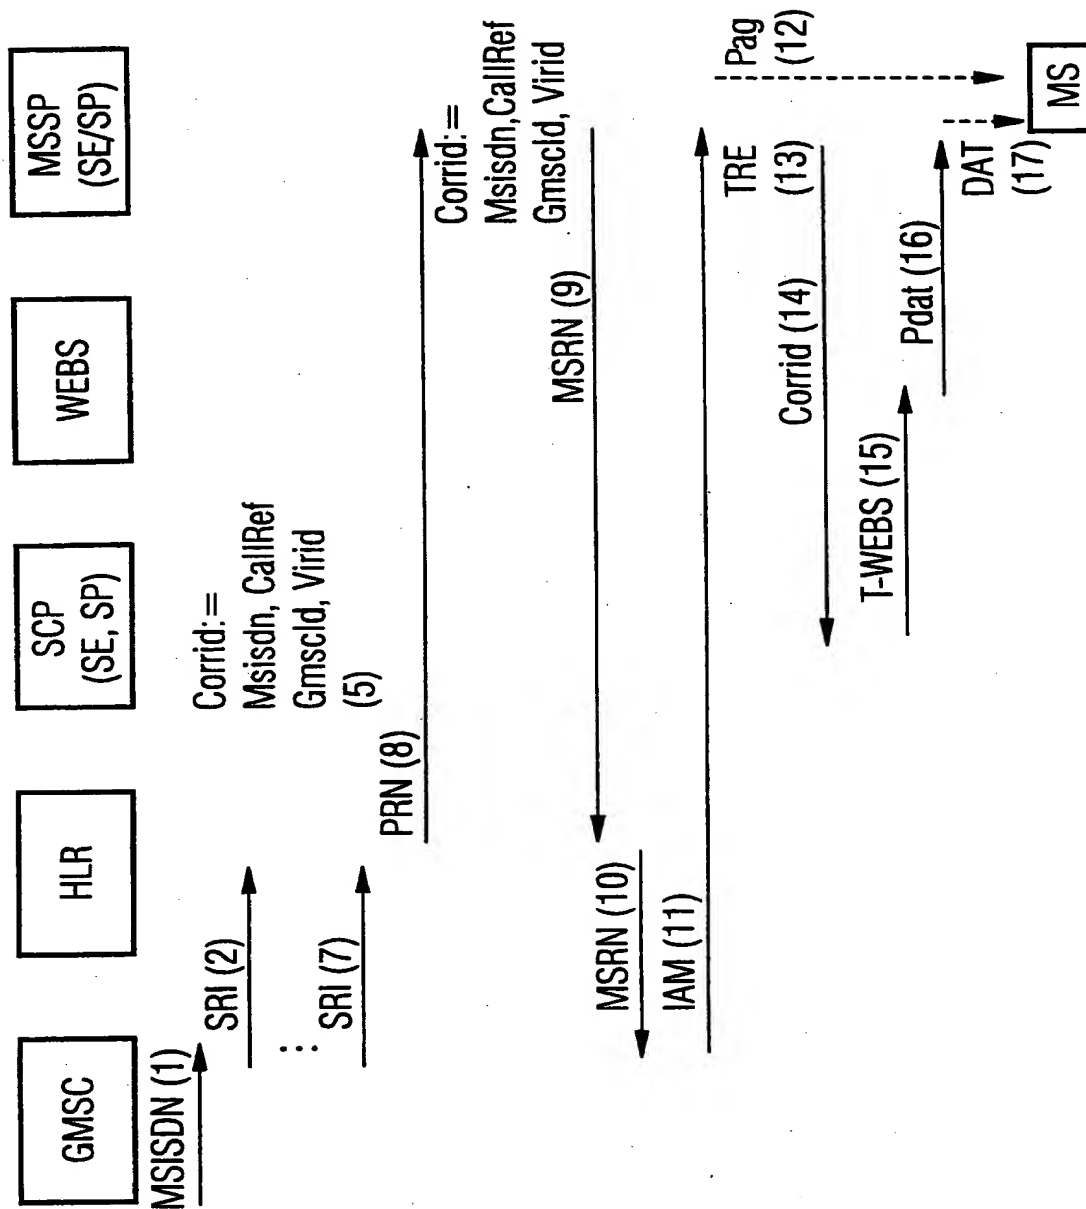 GMSC
HLR
SCP
(SE, SP)
WEBS
MSSP
(SE/SP)
MSISDN (1)
SRI (2)
Corrid:=
Msisdn, CallRef
GmscId, Virid
(5)
SRI (7)
PRN (8)
Corrid:=
Msisdn,CallRef
GmscId, Virid
MSRN (9)
MSRN (10)
IAM (11)
Pag
(12)
TRE
(13)
Corrid (14)
T-WEBS (15)
Pdat (16)
DAT
(17)
MS